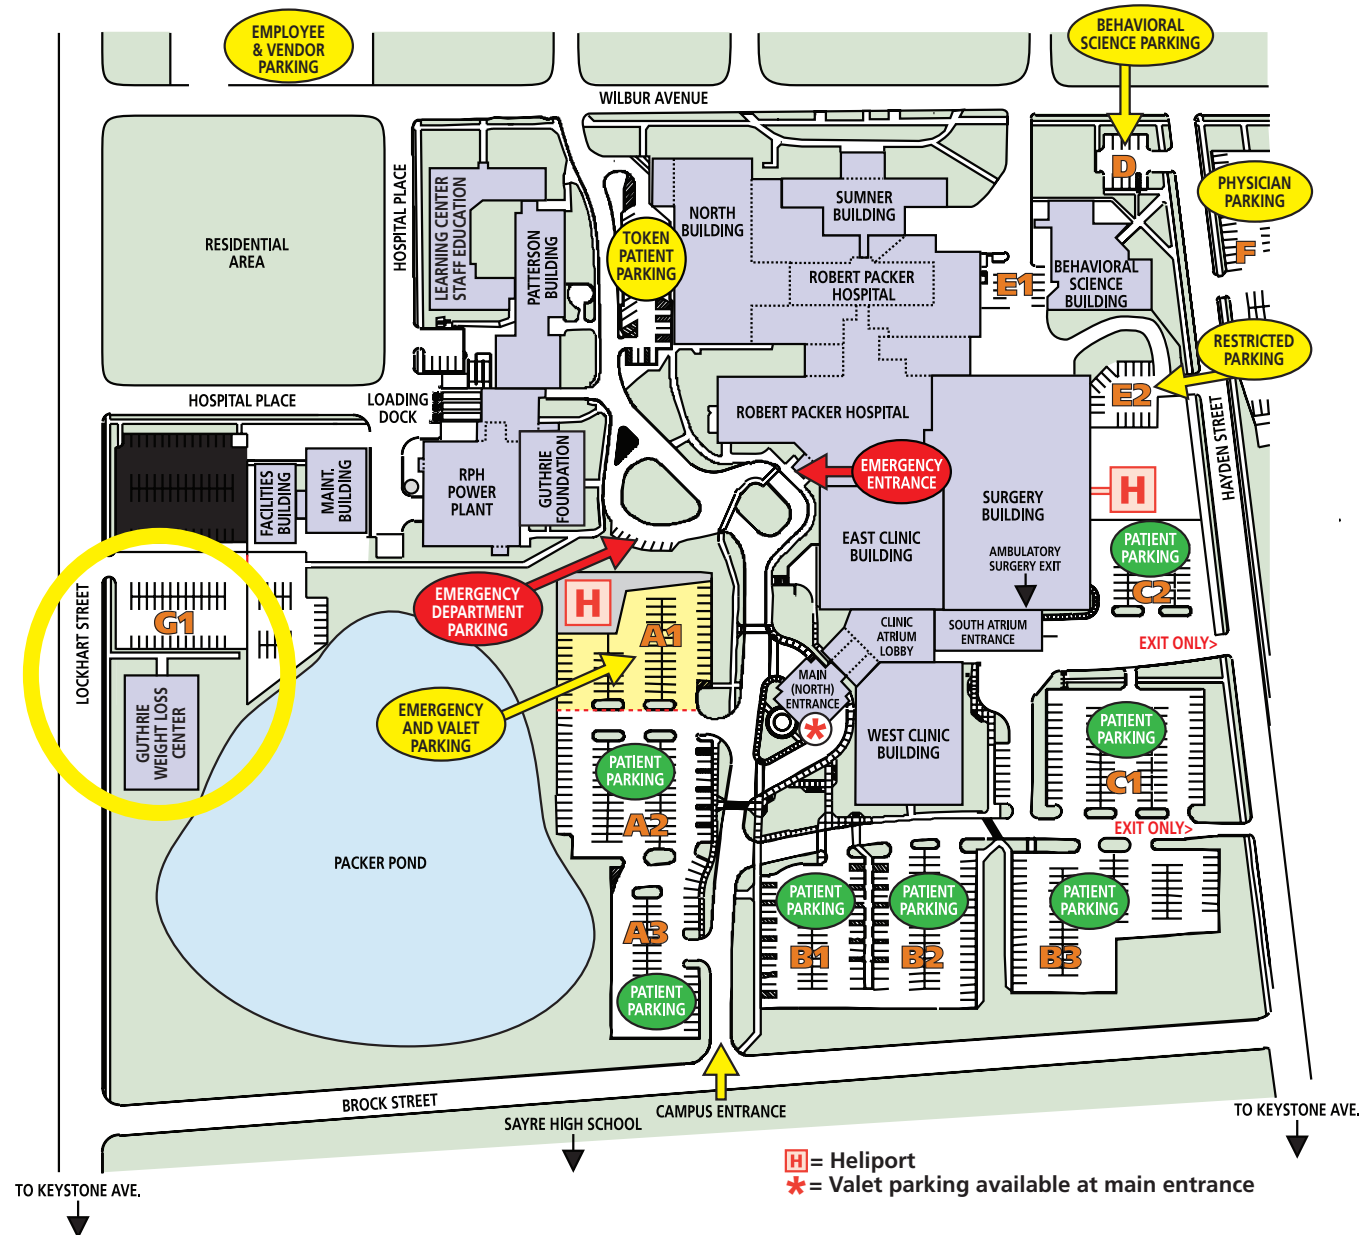 EMPLOYEE
& VENDOR
PARKING
BEHAVIORAL
SCIENCE PARKING
WILBUR AVENUE
D
PHYSICIAN
PARKING
F
HOSPITAL PLACE
LEARNING CENTER
STAFF EDUCATION
PATTERSON
BUILDING
TOKEN
PATIENT
PARKING
NORTH
BUILDING
SUMNER
BUILDING
ROBERT PACKER
HOSPITAL
E1
BEHAVIORAL
SCIENCE
BUILDING
RESIDENTIAL
AREA
RESTRICTED
PARKING
E2
HOSPITAL PLACE
LOADING
DOCK
ROBERT PACKER HOSPITAL
HAYDEN STREET
EMERGENCY
ENTRANCE
H
FACILITIES
BUILDING
MAINT.
BUILDING
RPH
POWER
PLANT
GUTHRIE
FOUNDATION
SURGERY
BUILDING
EAST CLINIC
BUILDING
AMBULATORY
SURGERY EXIT
PATIENT
PARKING
C2
EMERGENCY
DEPARTMENT
PARKING
H
A1
LOCKHART STREET
G1
CLINIC
ATRIUM
LOBBY
SOUTH ATRIUM
ENTRANCE
EXIT ONLY>
GUTHRIE
WEIGHT LOSS
CENTER
EMERGENCY
AND VALET
PARKING
MAIN
(NORTH)
ENTRANCE
*
WEST CLINIC
BUILDING
PATIENT
PARKING
C1
PATIENT
PARKING
A2
EXIT ONLY>
PACKER POND
PATIENT
PARKING
B1
PATIENT
PARKING
B2
PATIENT
PARKING
B3
A3
PATIENT
PARKING
BROCK STREET
CAMPUS ENTRANCE
SAYRE HIGH SCHOOL
TO KEYSTONE AVE.
H = Heliport
* = Valet parking available at main entrance
TO KEYSTONE AVE.